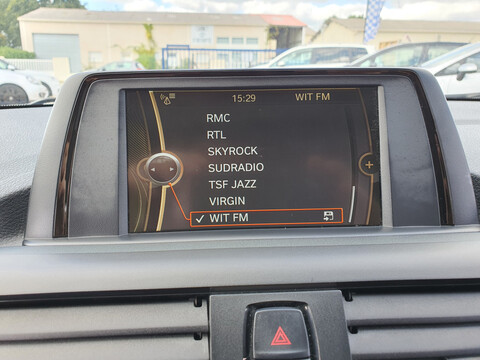 15:29 WIT FM
RMC
RTL
SKYROCK
SUDRADIO
TSF JAZZ
VIRGIN
✓ WIT FM